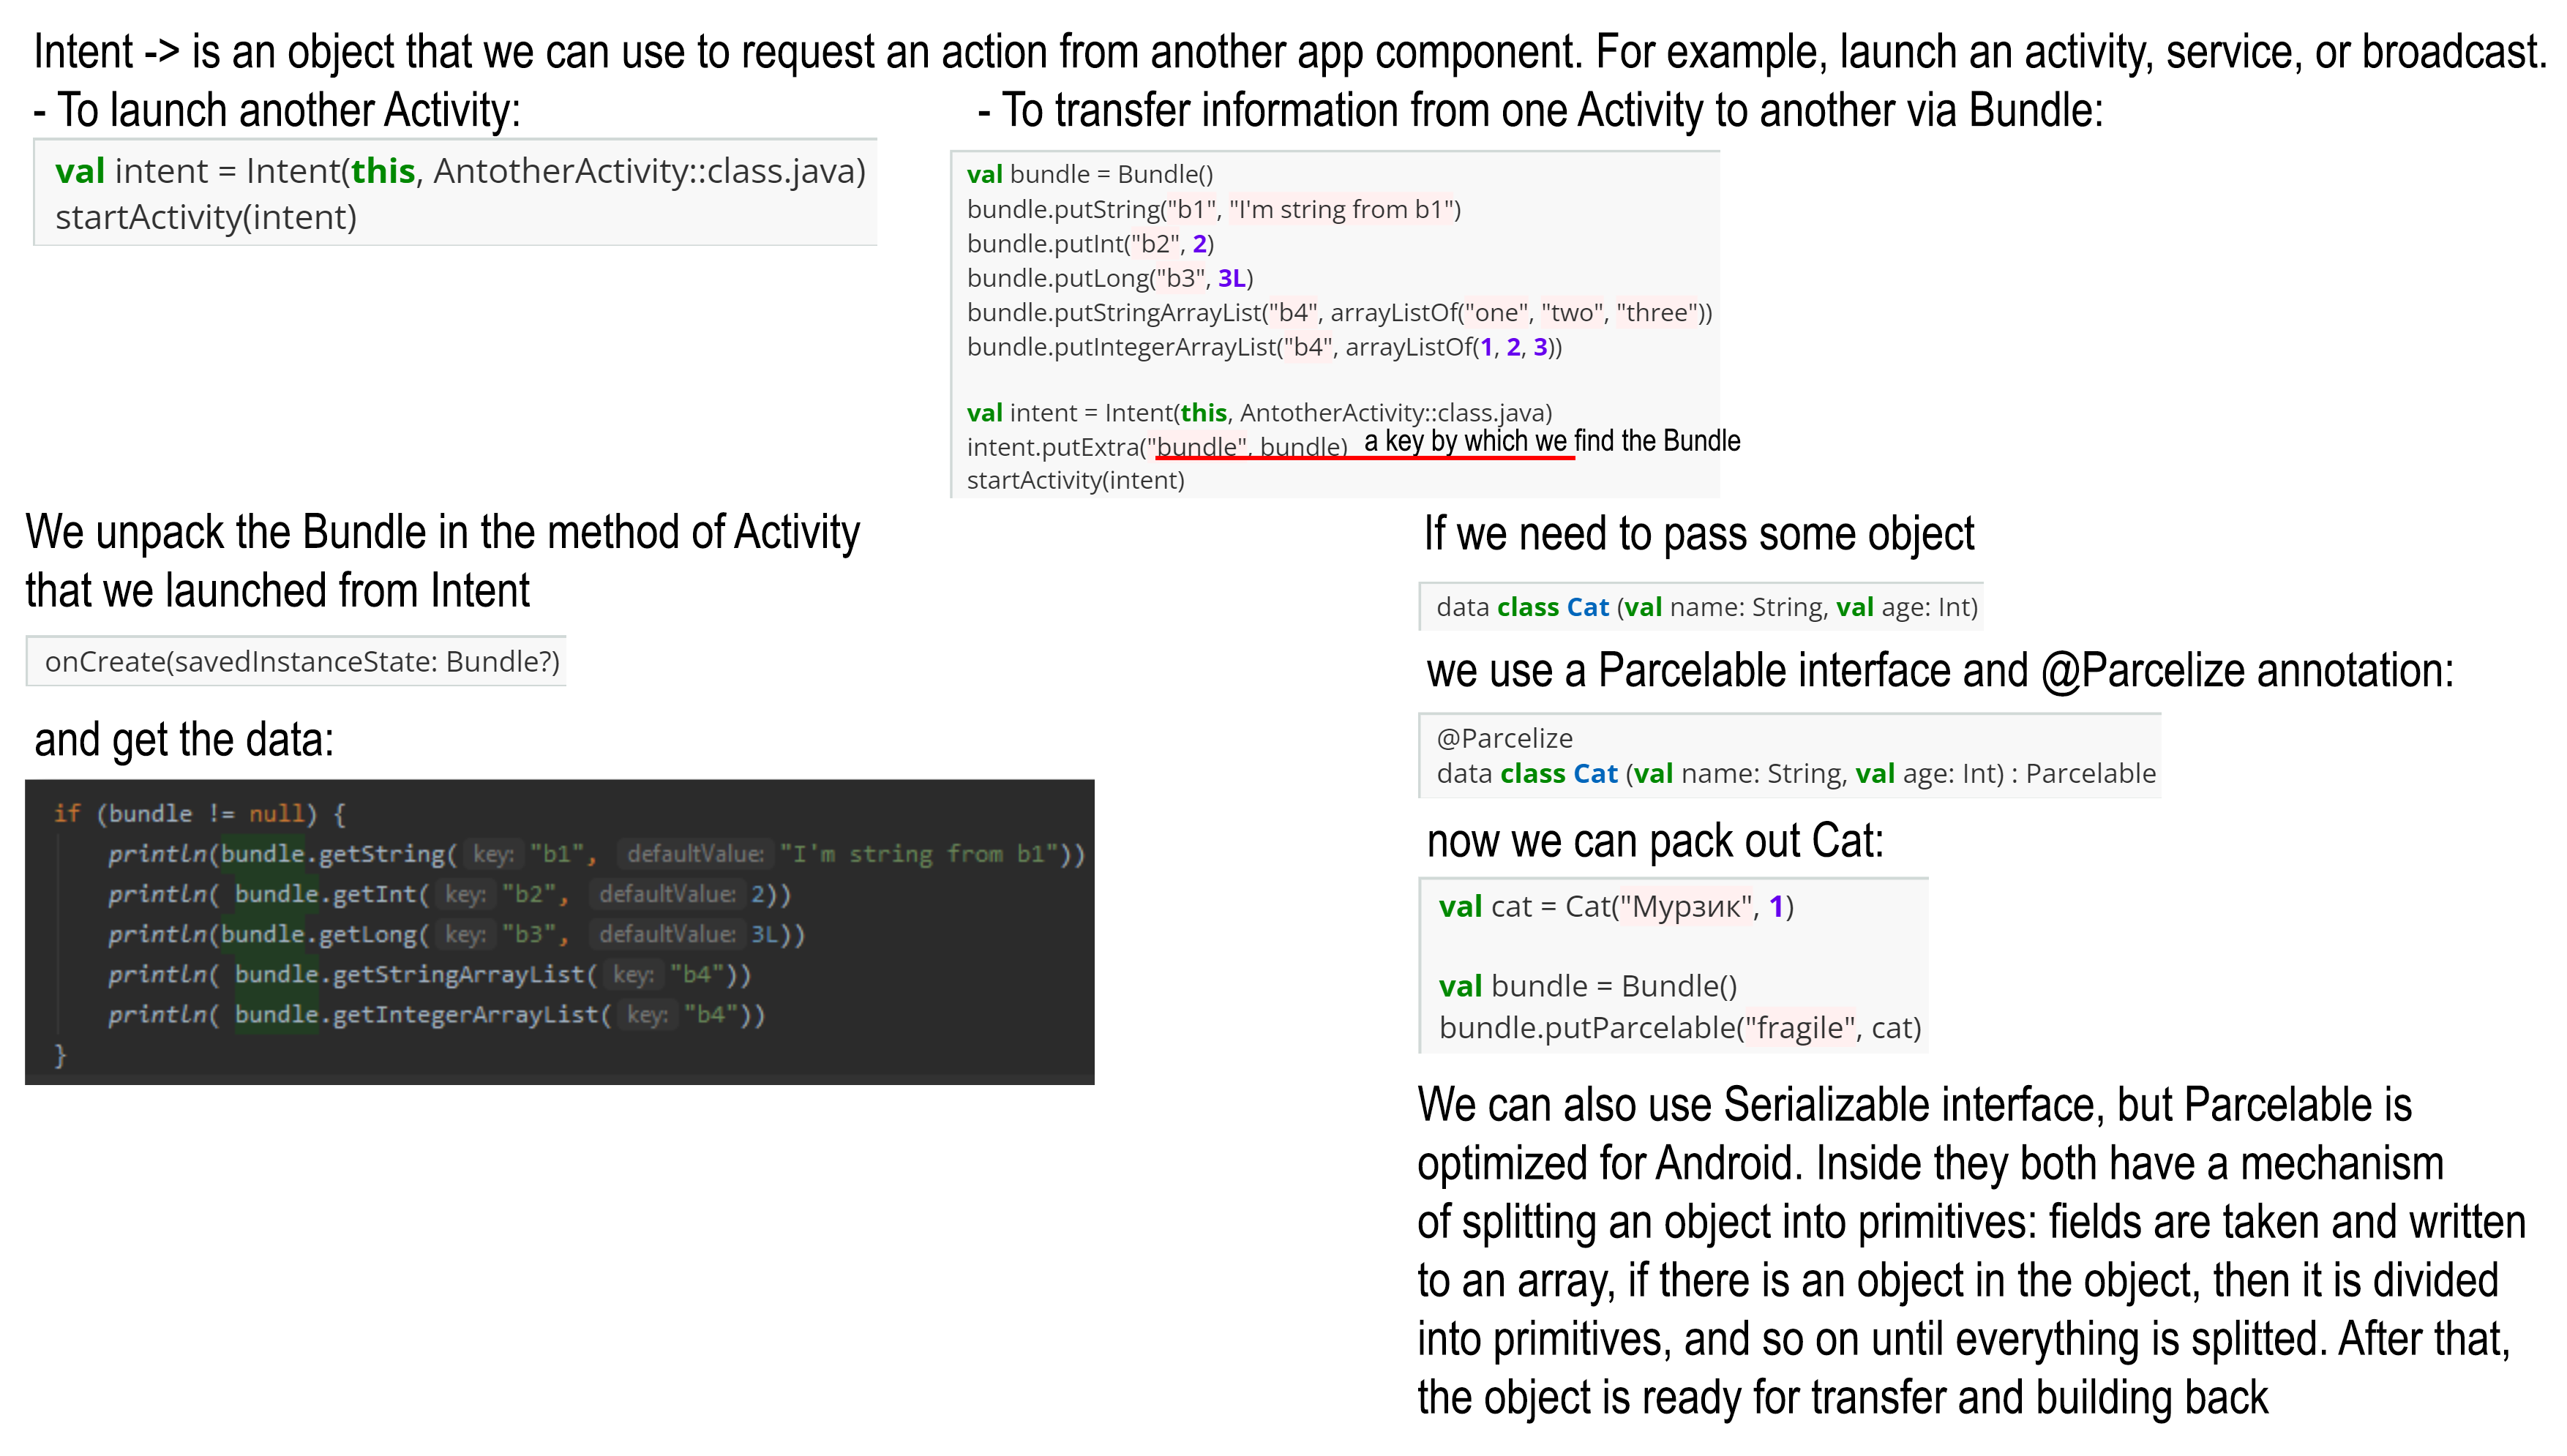 Intent -> is an object that we can use to request an action from another app component. For example, launch an activity, service, or broadcast.
- To launch another Activity:
val intent = Intent(this, AntotherActivity::class.java)
startActivity(intent)
- To transfer information from one Activity to another via Bundle:
val bundle = Bundle()
bundle.putString("b1", "I'm string from b1")
bundle.putInt("b2", 2)
bundle.putLong("b3", 3L)
bundle.putStringArrayList("b4", arrayListOf("one", "two", "three"))
bundle.putIntegerArrayList("b4", arrayListOf(1, 2, 3))
val intent = Intent(this, AntotherActivity::class.java)
intent.putExtra("bundle", bundle) a key by which we find the Bundle
startActivity(intent)
We unpack the Bundle in the method of Activity
that we launched from Intent
onCreate(savedInstanceState: Bundle?)
and get the data:
if (bundle != null) {
println(bundle.getString( key: "b1", defaultValue: "I'm string from b1"))
println( bundle.getInt( key: "b2", defaultValue: 2))
println(bundle.getLong( key: "b3", defaultValue: 3L))
println( bundle.getStringArrayList( key: "b4"))
println( bundle.getIntegerArrayList( key: "b4"))
}
If we need to pass some object
data class Cat (val name: String, val age: Int)
we use a Parcelable interface and @Parcelize annotation:
@Parcelize
data class Cat (val name: String, val age: Int) : Parcelable
now we can pack out Cat:
val cat = Cat("Мурзик", 1)
val bundle = Bundle()
bundle.putParcelable("fragile", cat)
We can also use Serializable interface, but Parcelable is
optimized for Android. Inside they both have a mechanism
of splitting an object into primitives: fields are taken and written
to an array, if there is an object in the object, then it is divided
into primitives, and so on until everything is splitted. After that,
the object is ready for transfer and building back